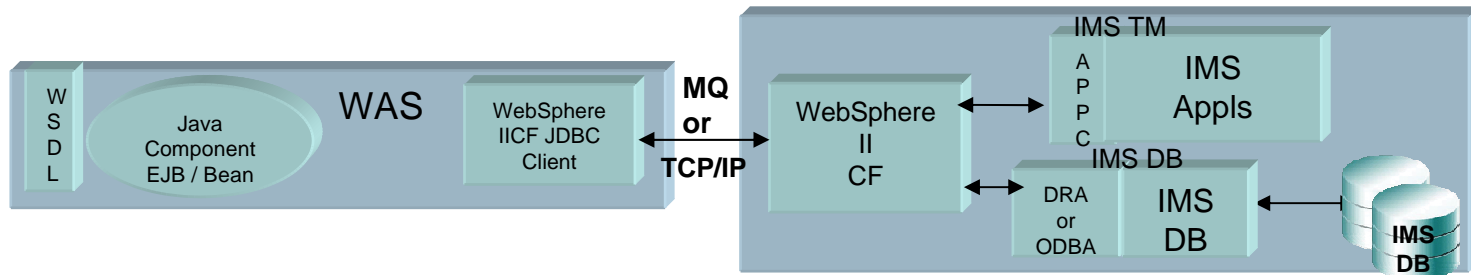 W
S
D
L
Java
Component
EJB / Bean
WAS
WebSphere
IICF JDBC
Client
MQ
or
TCP/IP
WebSphere
II
CF
IMS TM
A
P
P
C
IMS
Appls
IMS DB
DRA
or
ODBA
IMS
DB
IMS
DB